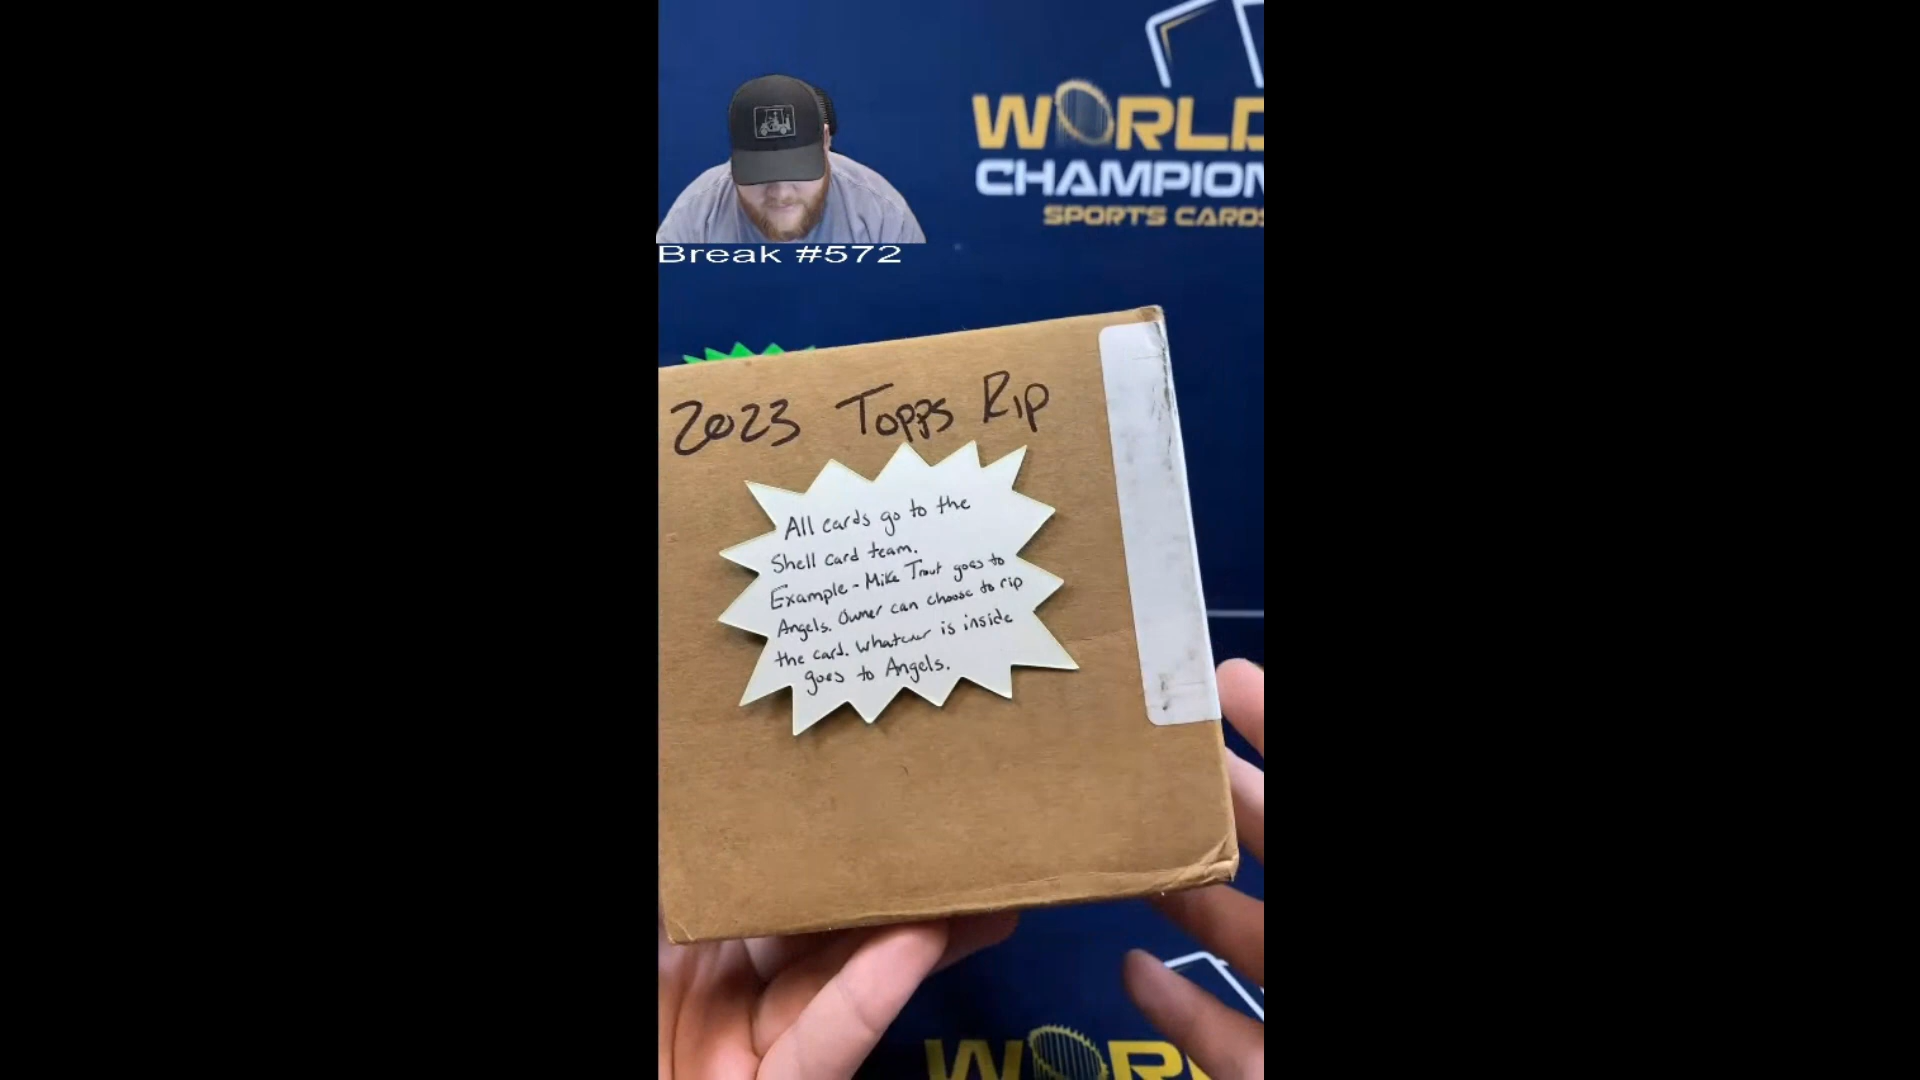 WORLD
CHAMPION
SPORTS CARDS
Break #572
2023 Topps Rip
All cards go to the
Shell card team.
Example - Mike Trout goes to
Angels. Owner can choose to rip
the card. Whatever is inside
goes to Angels.
WOR